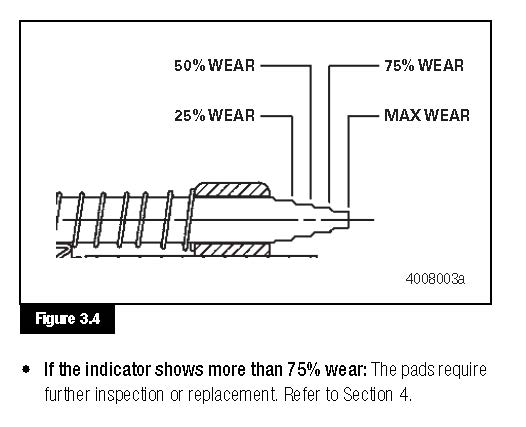 50% WEAR
75% WEAR
25% WEAR
MAX WEAR
4008003a
Figure 3.4
• If the indicator shows more than 75% wear: The pads require
further inspection or replacement. Refer to Section 4.